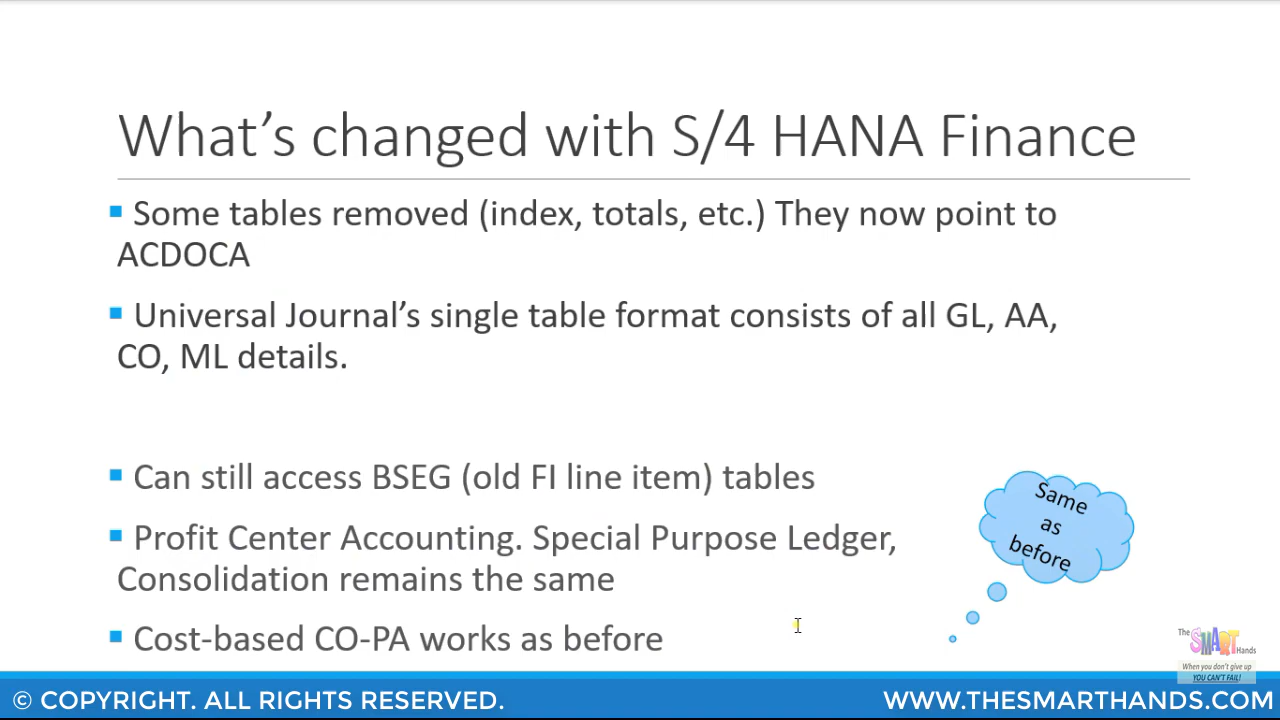 What’s changed with S/4 HANA Finance
▪ Some tables removed (index, totals, etc.) They now point to
ACDOCA
▪ Universal Journal’s single table format consists of all GL, AA,
CO, ML details.
▪ Can still access BSEG (old FI line item) tables
▪ Profit Center Accounting. Special Purpose Ledger,
Consolidation remains the same
▪ Cost-based CO-PA works as before
Same
as
before
The SMART Hands
When you don't give up
YOU CAN'T FAIL!
© COPYRIGHT. ALL RIGHTS RESERVED.
WWW.THESMARTHANDS.COM